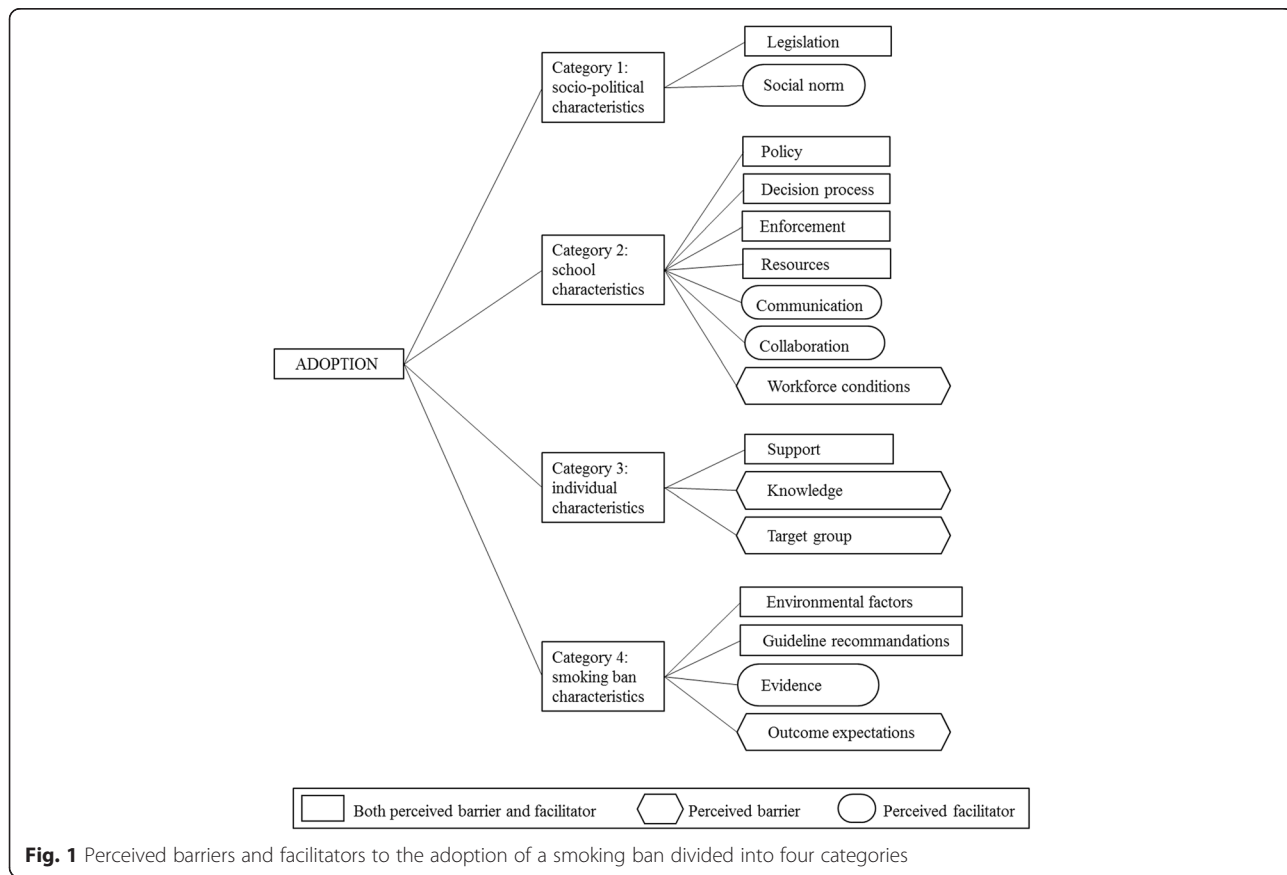 Category 1:
socio-political
characteristics
Legislation
Social norm
Category 2:
school
characteristics
Policy
Decision process
Enforcement
Resources
Communication
Collaboration
Workforce conditions
ADOPTION
Category 3:
individual
characteristics
Support
Knowledge
Target group
Category 4:
smoking ban
characteristics
Environmental factors
Guideline recommandations
Evidence
Outcome expectations
Both perceived barrier and facilitator
Perceived barrier
Perceived facilitator
Fig. 1 Perceived barriers and facilitators to the adoption of a smoking ban divided into four categories